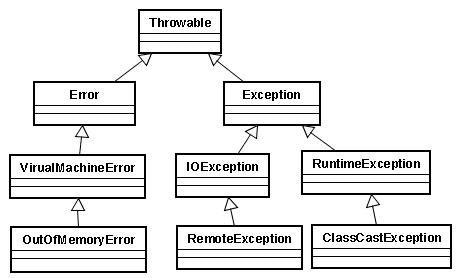 Throwable
Error
Exception
VirualMachineError
IOException
RuntimeException
OutOfMemoryError
RemoteException
ClassCastException